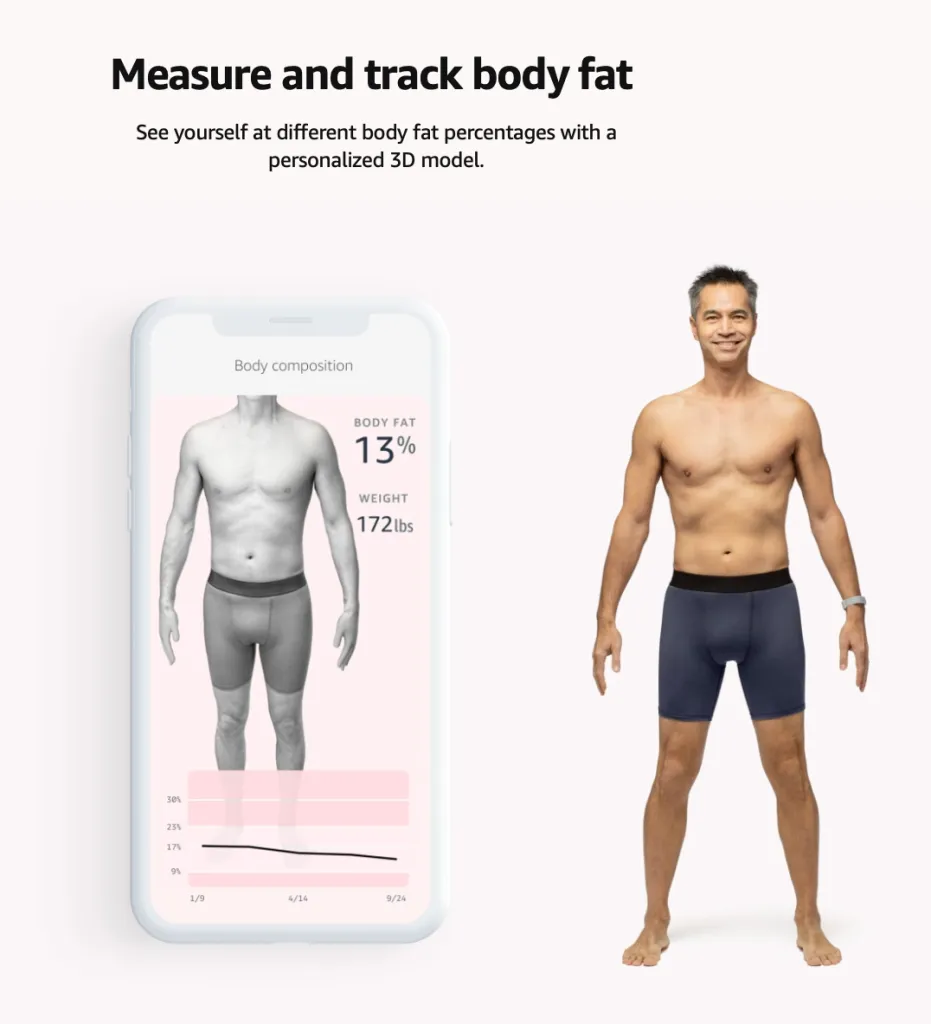 Measure and track body fat
See yourself at different body fat percentages with a
personalized 3D model.
Body composition
BODY FAT
13%
WEIGHT
172lbs
30%
23%
17%
9%
1/9 4/14 9/24